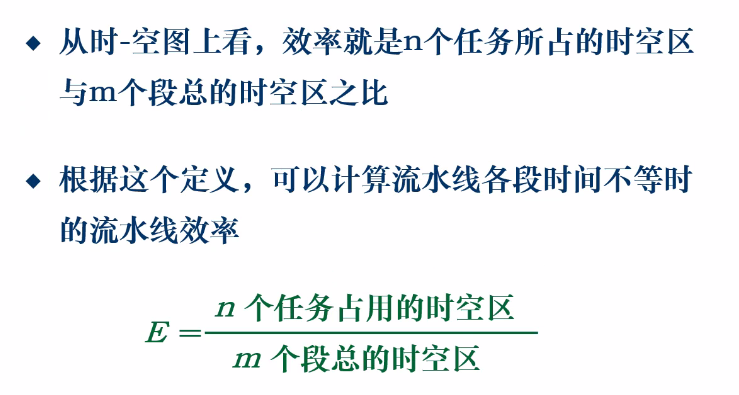 ◆ 从时-空图上看，效率就是n个任务所占的时空区
与m个段总的时空区之比
◆ 根据这个定义，可以计算流水线各段时间不等时
的流水线效率
n 个任务占用的时空区
E =
m 个段总的时空区